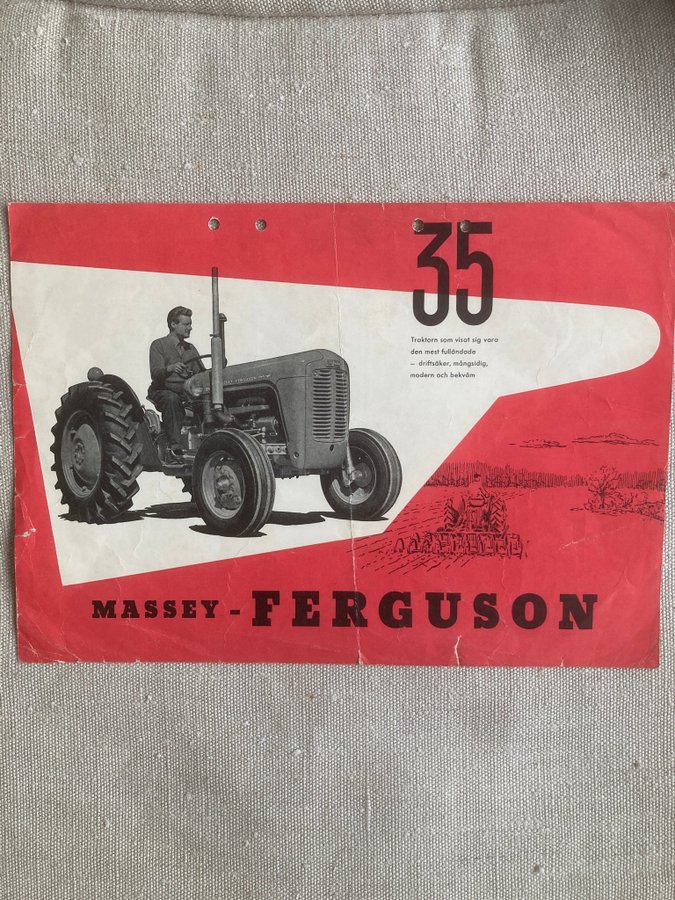 35
Traktorn som visat sig vara
den mest fulländade
– driftsäker, mångsidig,
modern och bekväm
MASSEY - FERGUSON